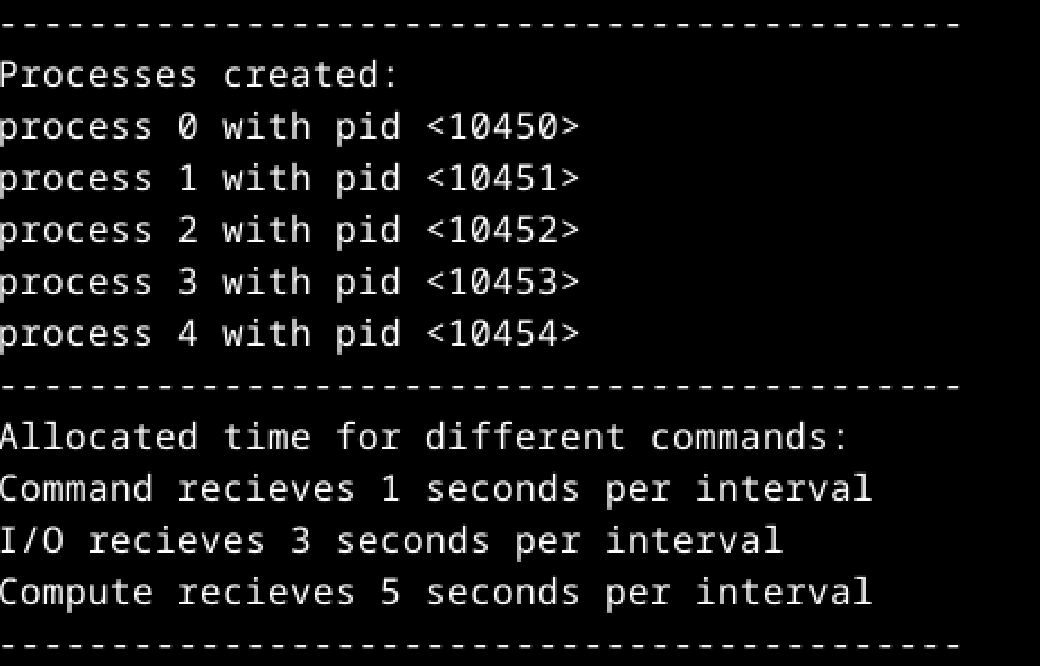 -------------------------------------------
Processes created:
process 0 with pid <10450>
process 1 with pid <10451>
process 2 with pid <10452>
process 3 with pid <10453>
process 4 with pid <10454>
-------------------------------------------
Allocated time for different commands:
Command recieves 1 seconds per interval
I/O recieves 3 seconds per interval
Compute recieves 5 seconds per interval
-------------------------------------------